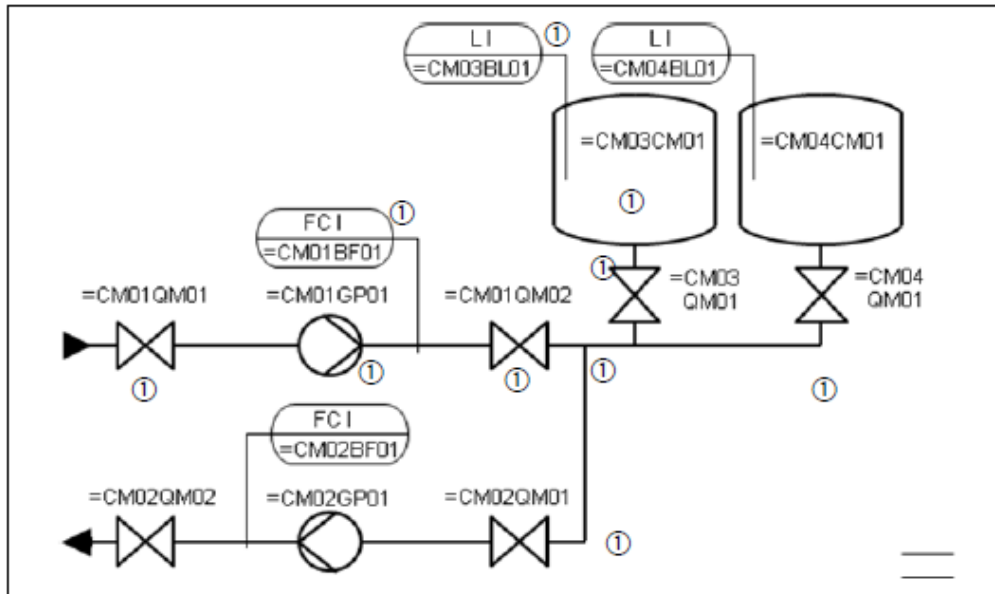 LI
=CM03BL01
①
LI
=CM04BL01
=CM03CM01
=CM04CM01
①
FCI
=CM01BF01
①
①
=CM03
QM01
=CM04
QM01
=CM01QM01
=CM01GP01
=CM01QM02
①
①
①
①
①
FCI
=CM02BF01
=CM02QM02
=CM02GP01
=CM02QM01
①